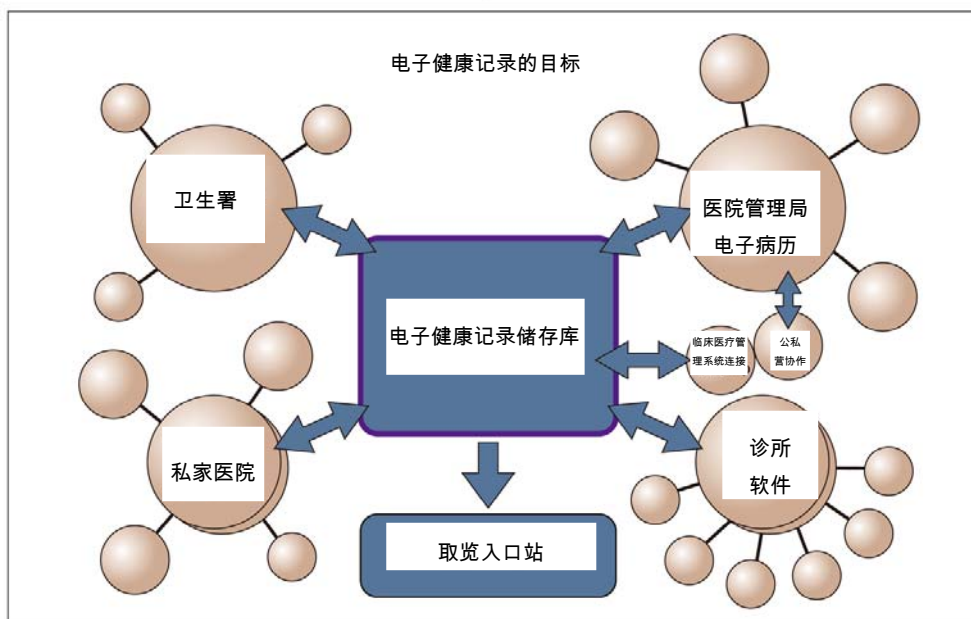 电子健康记录的目标
卫生署
医院管理局
电子病历
电子健康记录储存库
临床医疗管
理系统连接
公私
营协作
私家医院
诊所
软件
取览入口站